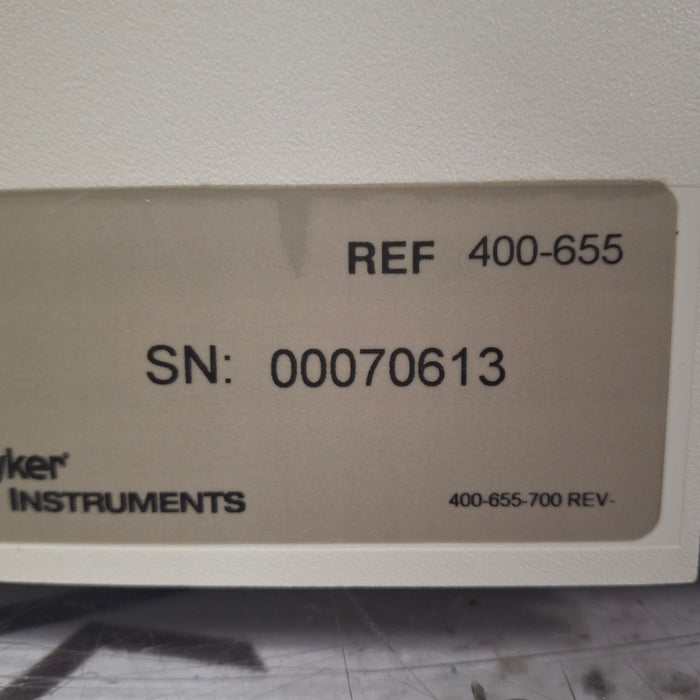 REF 400-655
SN: 00070613
yker
INSTRUMENTS
400-655-700 REV-